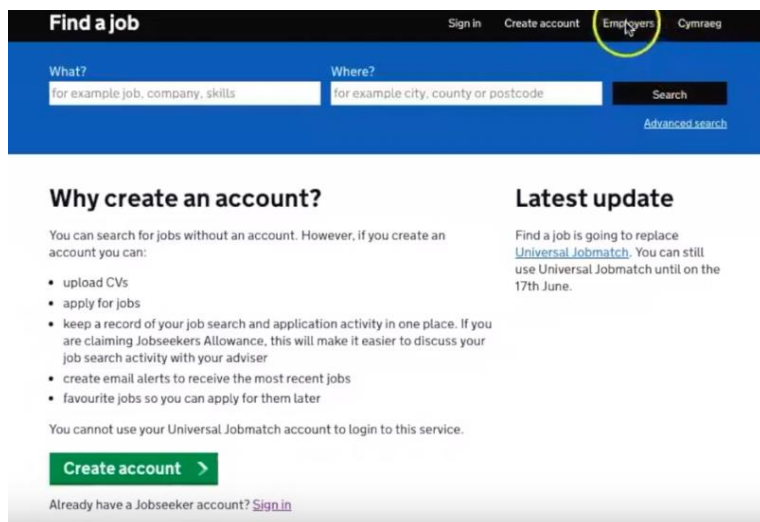 Find a job
Sign in Create account Employers Cymraeg
What? Where?
for example job, company, skills for example city, county or postcode Search
Advanced search
Why create an account?
You can search for jobs without an account. However, if you create an
account you can:
upload CVs
apply for jobs
keep a record of your job search and application activity in one place. If you
are claiming Jobseekers Allowance, this will make it easier to discuss your
job search activity with your adviser
create email alerts to receive the most recent jobs
favourite jobs so you can apply for them later
You cannot use your Universal Jobmatch account to login to this service.
Create account
Already have a Jobseeker account? Sign in
Latest update
Find a job is going to replace
Universal Jobmatch. You can still
use Universal Jobmatch until on the
17th June.